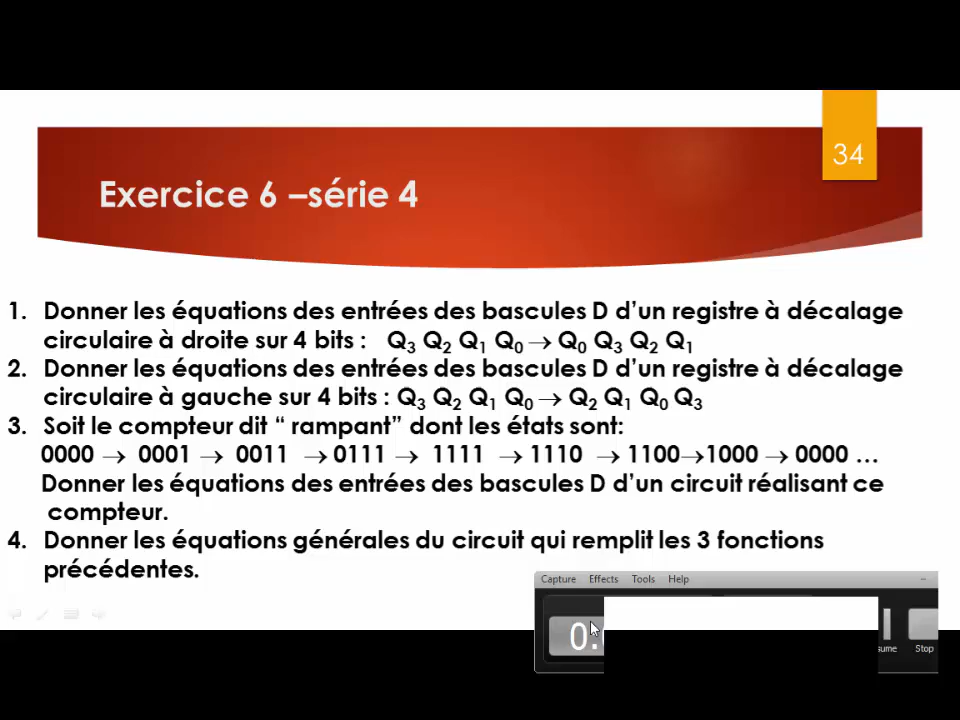 34
Exercice 6 –série 4
1. Donner les équations des entrées des bascules D d’un registre à décalage
circulaire à droite sur 4 bits : Q₃ Q₂ Q₁ Q₀ → Q₀ Q₃ Q₂ Q₁
2. Donner les équations des entrées des bascules D d’un registre à décalage
circulaire à gauche sur 4 bits : Q₃ Q₂ Q₁ Q₀ → Q₂ Q₁ Q₀ Q₃
3. Soit le compteur dit “ rampant” dont les états sont:
0000 → 0001 → 0011 → 0111 → 1111 → 1110 → 1100→1000 → 0000 …
Donner les équations des entrées des bascules D d’un circuit réalisant ce
compteur.
4. Donner les équations générales du circuit qui remplit les 3 fonctions
précédentes.
Capture Effects Tools Help
0.
Stop